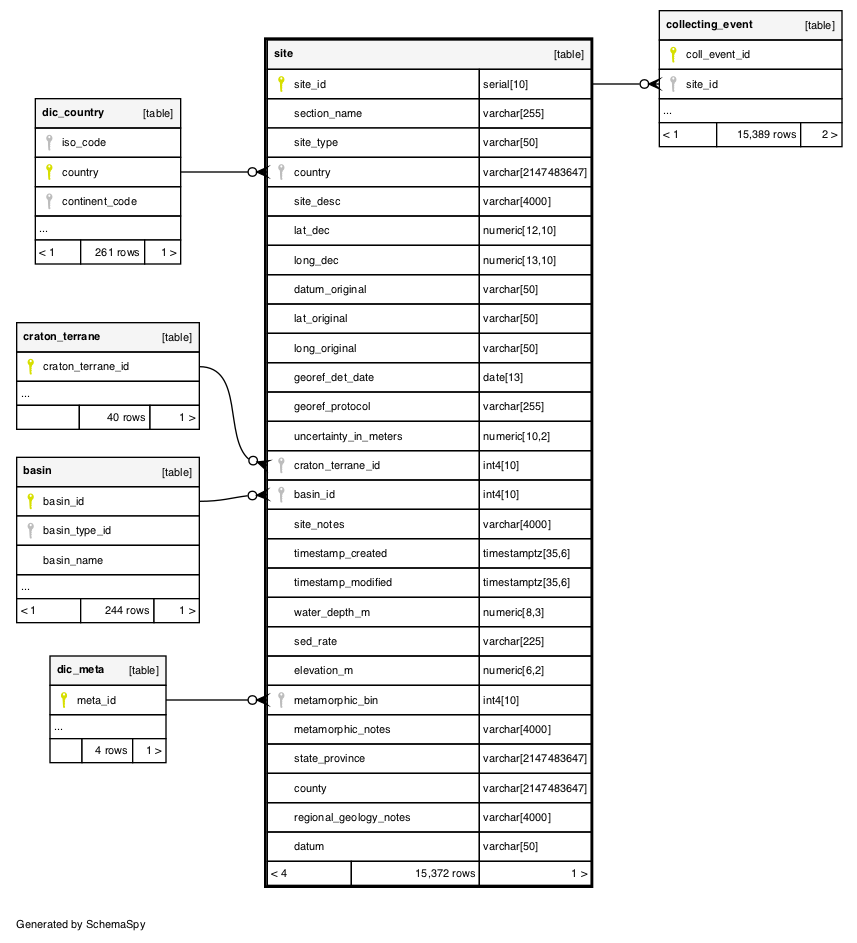 collecting_event [table]
coll_event_id
site_id
...
< 1 15,389 rows 2 >
site [table]
site_id serial[10]
section_name varchar[255]
site_type varchar[50]
country varchar[2147483647]
site_desc varchar[4000]
lat_dec numeric[12,10]
long_dec numeric[13,10]
datum_original varchar[50]
lat_original varchar[50]
long_original varchar[50]
georef_det_date date[13]
georef_protocol varchar[255]
uncertainty_in_meters numeric[10,2]
craton_terrane_id int4[10]
basin_id int4[10]
site_notes varchar[4000]
timestamp_created timestamptz[35,6]
timestamp_modified timestamptz[35,6]
water_depth_m numeric[8,3]
sed_rate varchar[225]
elevation_m numeric[6,2]
metamorphic_bin int4[10]
metamorphic_notes varchar[4000]
state_province varchar[2147483647]
county varchar[2147483647]
regional_geology_notes varchar[4000]
datum varchar[50]
< 4 15,372 rows 1 >
dic_country [table]
iso_code
country
continent_code
...
< 1 261 rows 1 >
craton_terrane [table]
craton_terrane_id
...
40 rows 1 >
basin [table]
basin_id
basin_type_id
basin_name
...
< 1 244 rows 1 >
dic_meta [table]
meta_id
...
4 rows 1 >
Generated by SchemaSpy